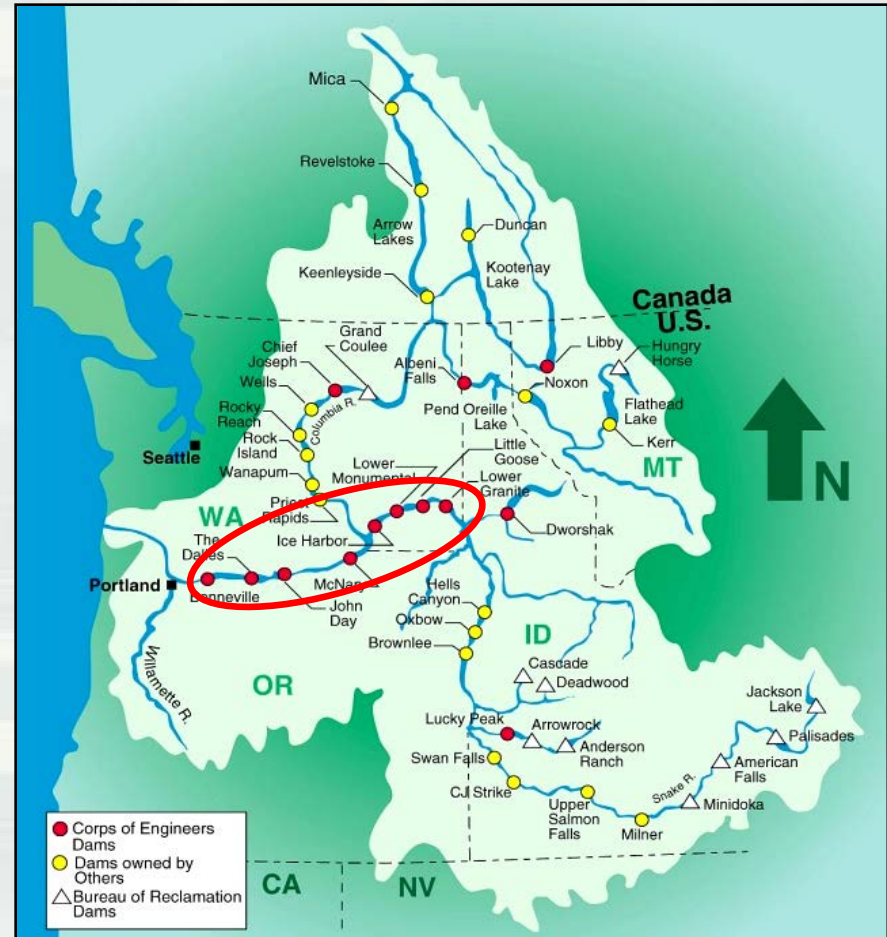 Mica
Revelstoke
Arrow
Lakes
Duncan
Keenleyside
Kootenay
Lake
Canada
U.S.
Grand
Coulee
Chief
Joseph
Albeni
Falls
Libby
Hungry
Horse
Wells
Noxon
Columbia R.
Pend Oreille
Lake
Flathead
Lake
Rocky
Reach
Rock
Island
Seattle
Kerr
Little
Goose
Lower
Monumental
Lower
Granite
Wanapum
MT
N
Priest
Rapids
WA
Ice Harbor
Dworshak
The
Dalles
Portland
Bonneville
McNary
John
Day
Hells
Canyon
Oxbow
Brownlee
ID
Willamette R.
OR
Cascade
Deadwood
Jackson
Lake
Lucky Peak
Arrowrock
Palisades
Anderson
Ranch
American
Falls
Swan Falls
CJ Strike
Snake R.
Minidoka
Upper
Salmon
Falls
Milner
Corps of Engineers
Dams
Dams owned by
Others
Bureau of Reclamation
Dams
CA
NV